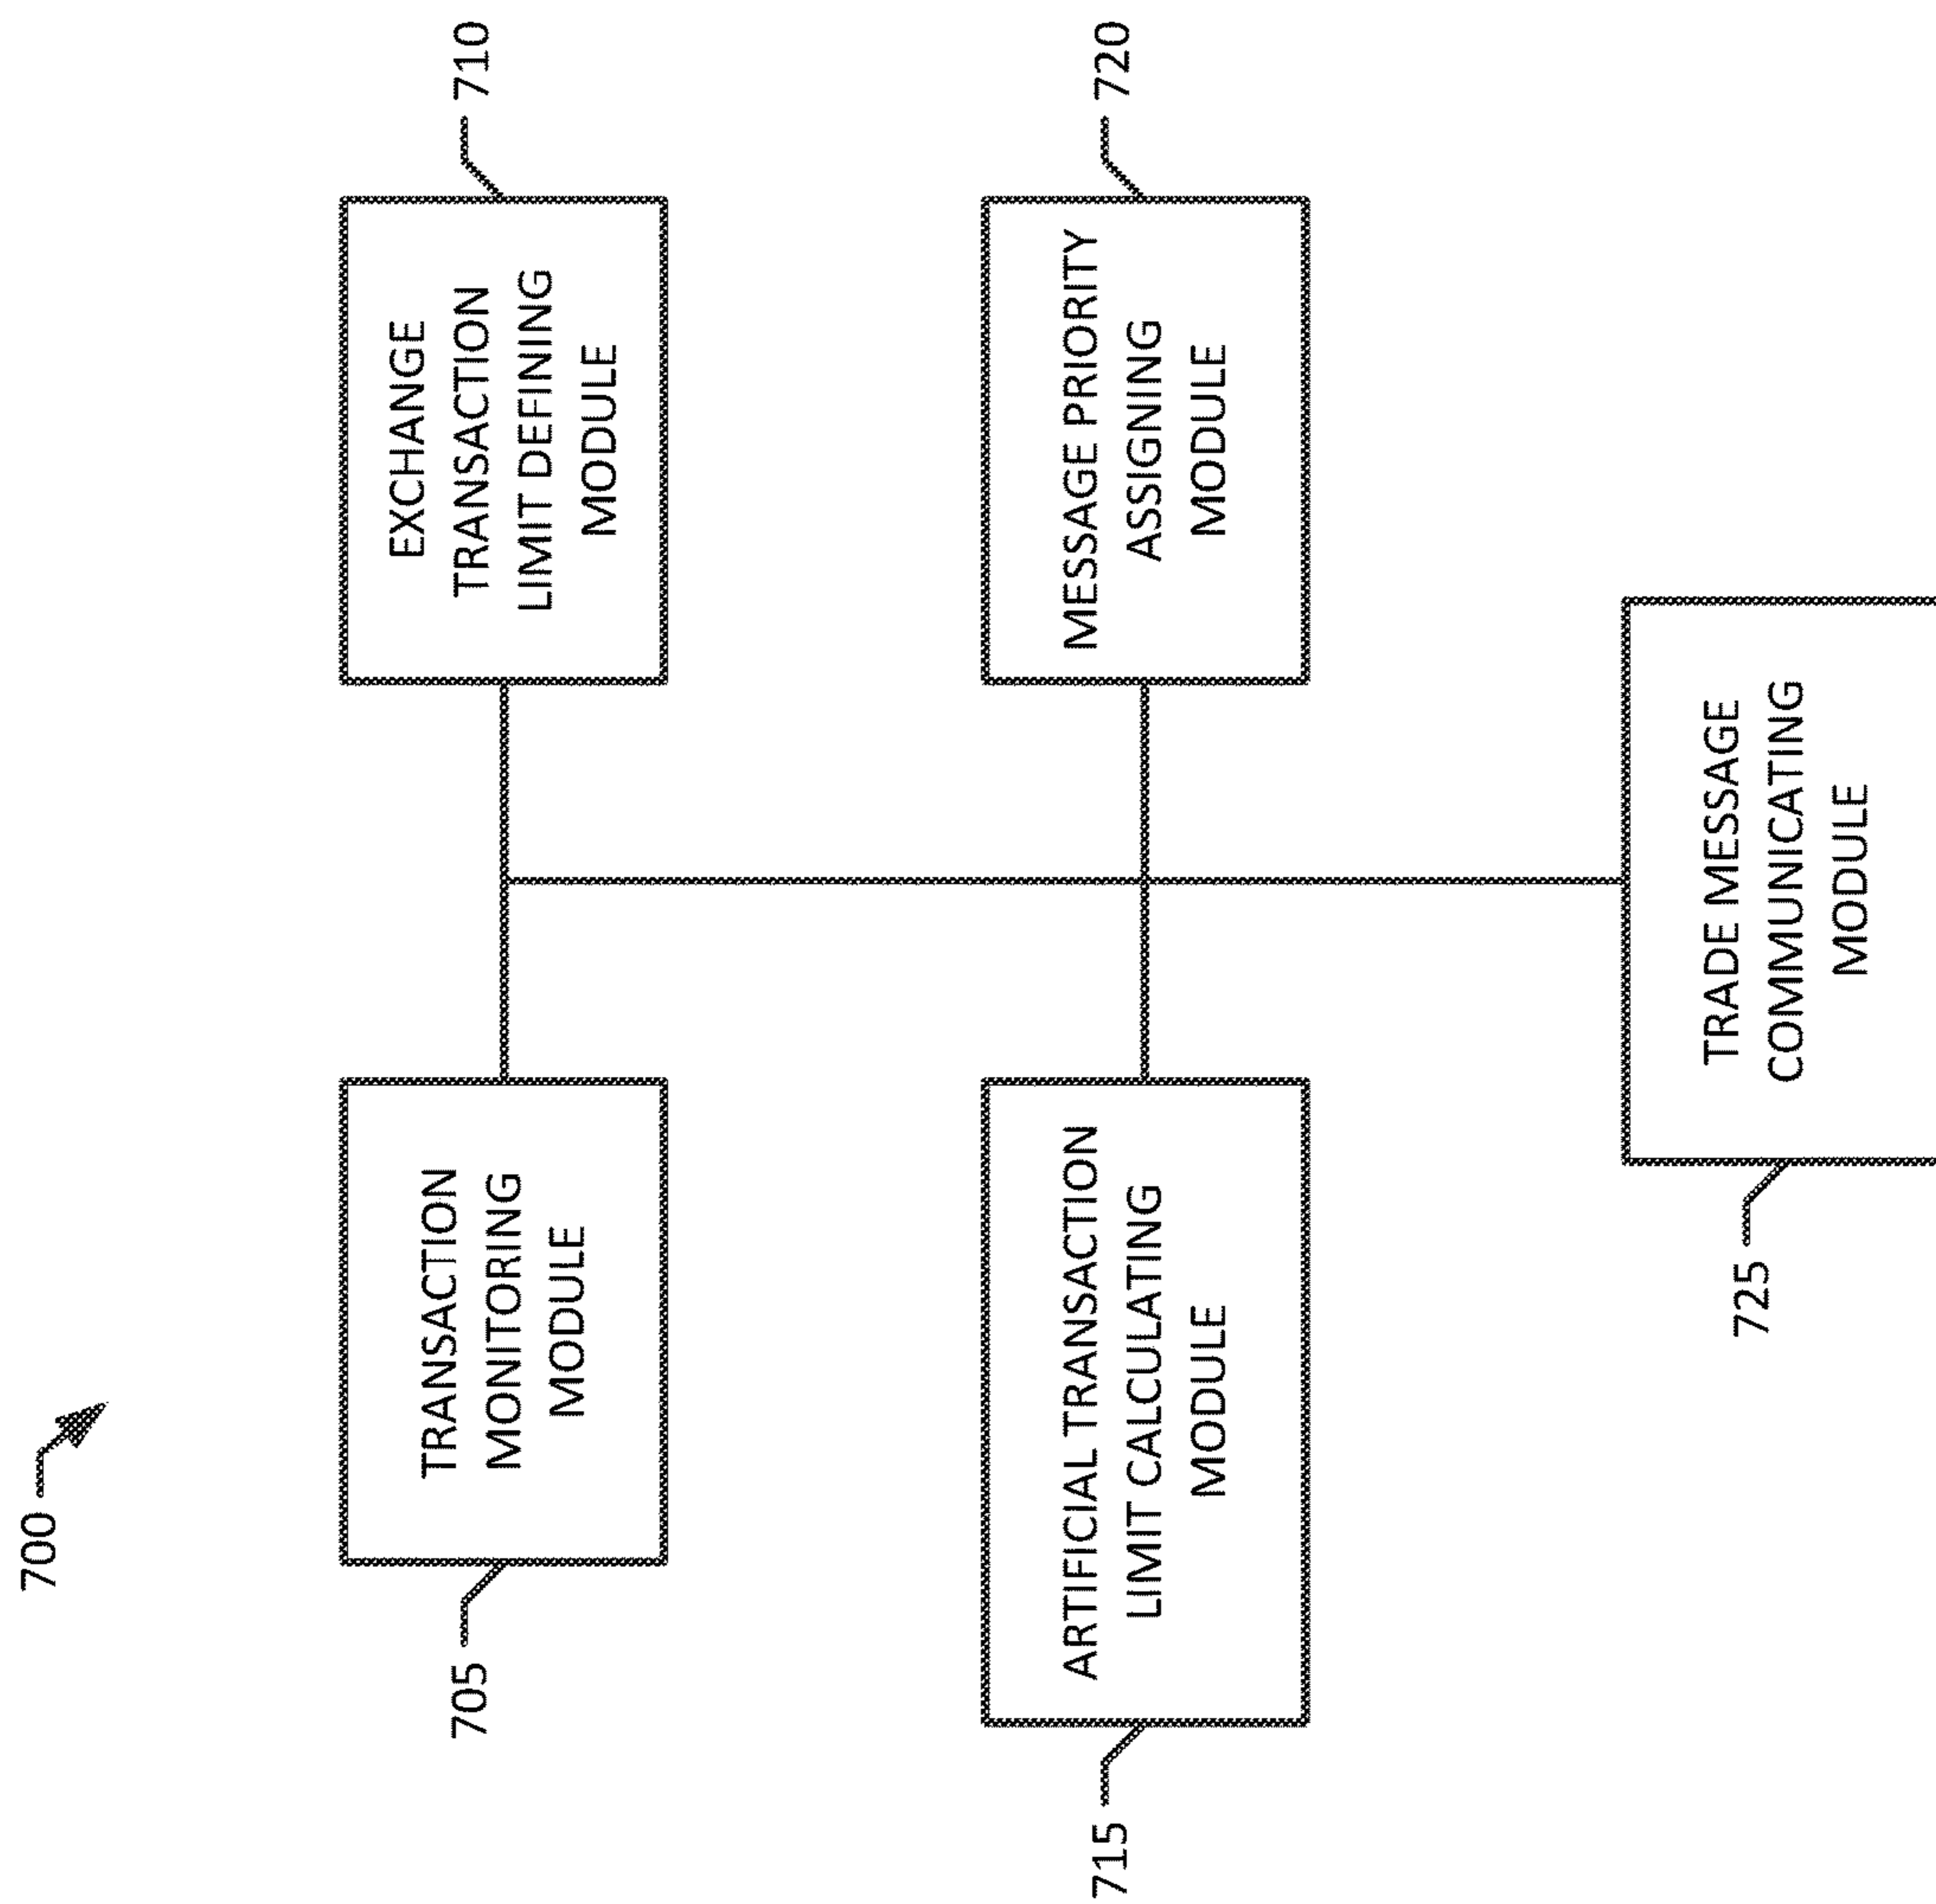 700
705
TRANSACTION
MONITORING
MODULE
EXCHANGE
TRANSACTION
LIMIT DEFINING
MODULE
710
715
ARTIFICIAL TRANSACTION
LIMIT CALCULATING
MODULE
MESSAGE PRIORITY
ASSIGNING
MODULE
720
725
TRADE MESSAGE
COMMUNICATING
MODULE